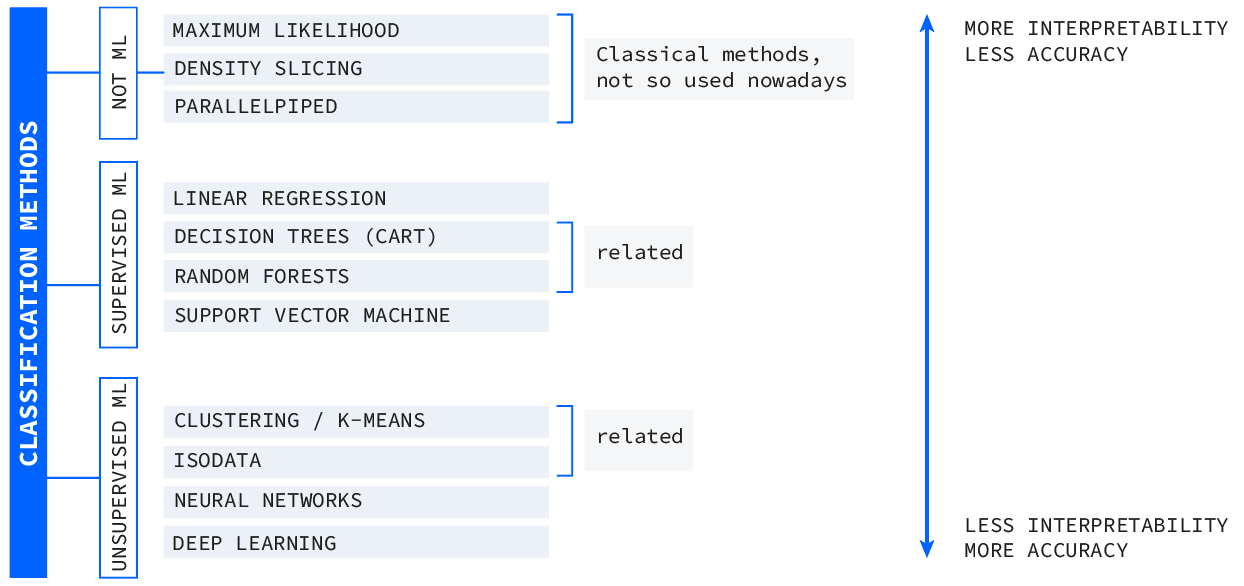 CLASSIFICATION METHODS
NOT ML
MAXIMUM LIKELIHOOD
DENSITY SLICING
PARALLELPIPED
Classical methods,
not so used nowadays
MORE INTERPRETABILITY
LESS ACCURACY
SUPERVISED ML
LINEAR REGRESSION
DECISION TREES (CART)
RANDOM FORESTS
SUPPORT VECTOR MACHINE
related
UNSUPERVISED ML
CLUSTERING / K-MEANS
ISODATA
NEURAL NETWORKS
DEEP LEARNING
related
LESS INTERPRETABILITY
MORE ACCURACY